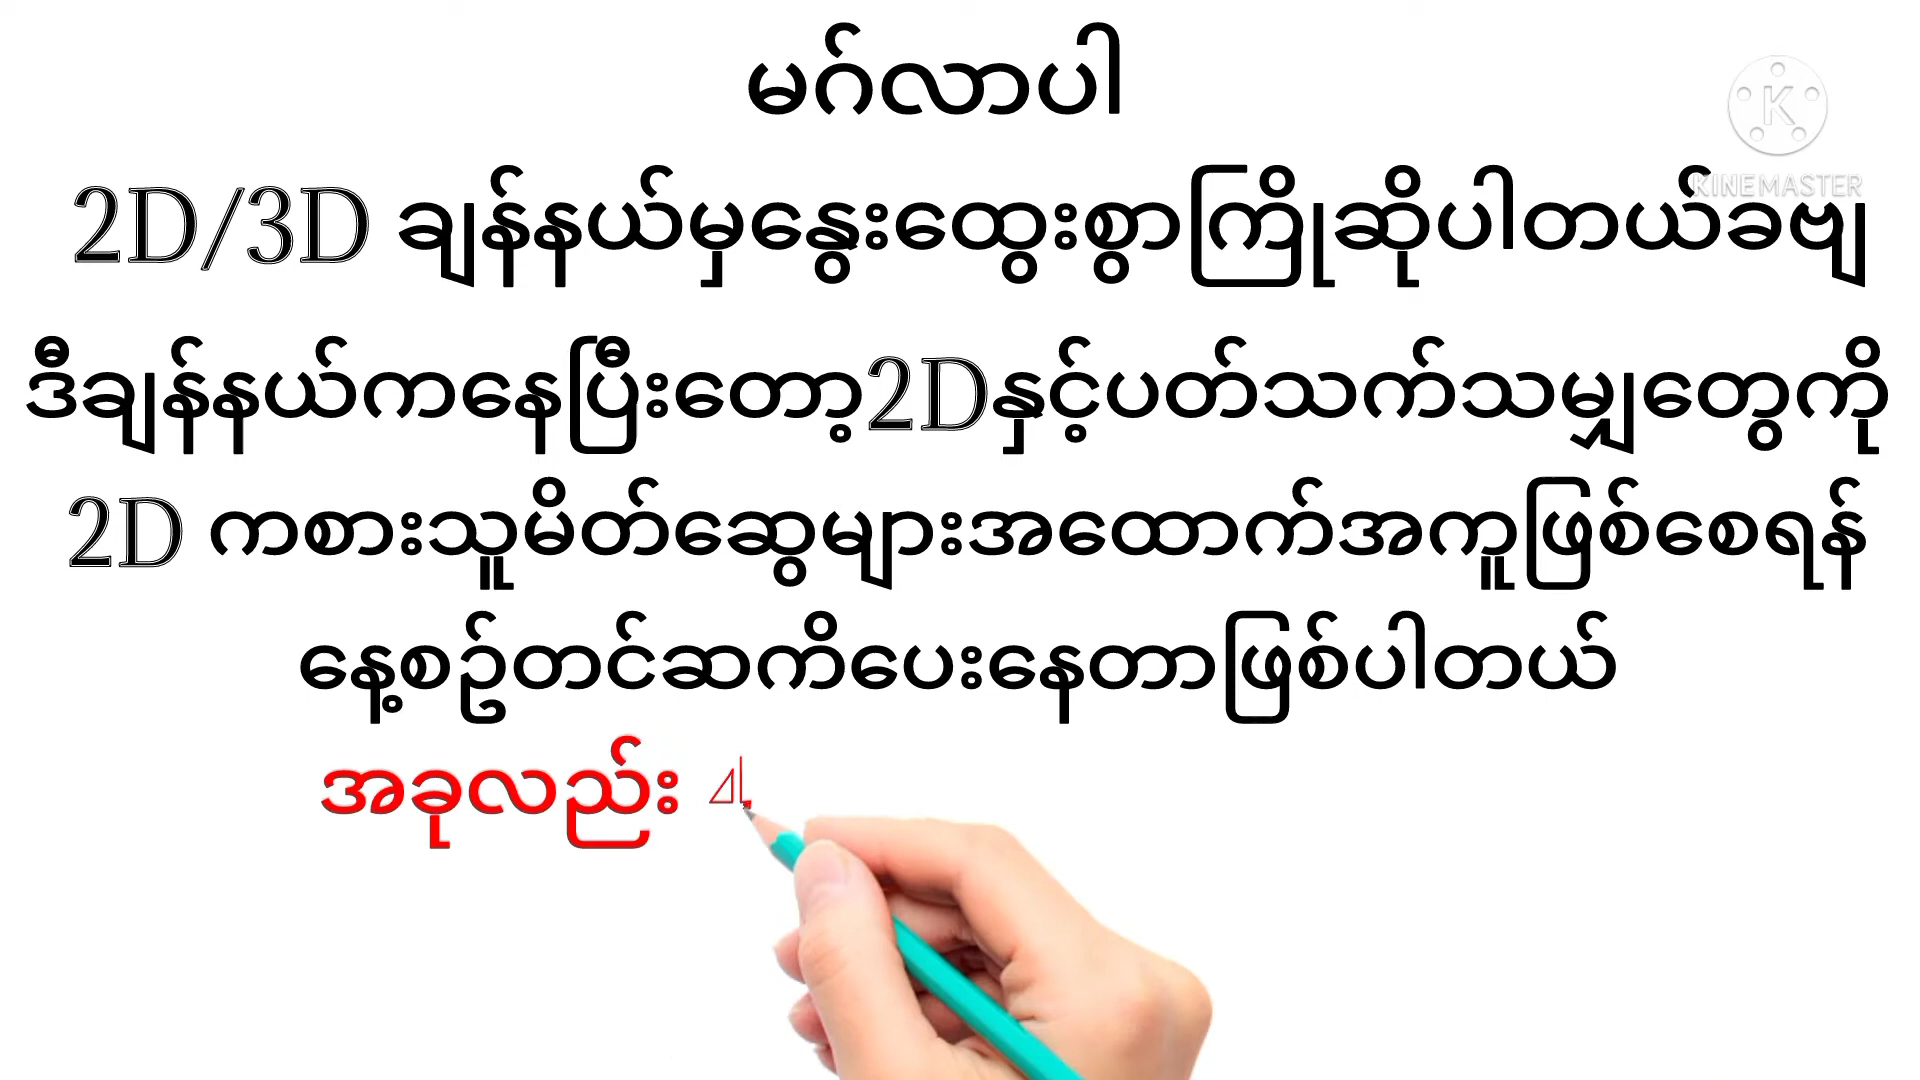 မင်္ဂလာပါ
KINEMASTER
2D/3D ချန်နယ်မှနွေးထွေးစွာကြိုဆိုပါတယ်ခဗျ
ဒီချန်နယ်ကနေပြီးတော့2Dနှင့်ပတ်သက်သမျှတွေကို
2D ကစားသူမိတ်ဆွေများအထောက်အကူဖြစ်စေရန်
နေ့စဥ်တင်ဆကိပေးနေတာဖြစ်ပါတယ်
အခုလည်း